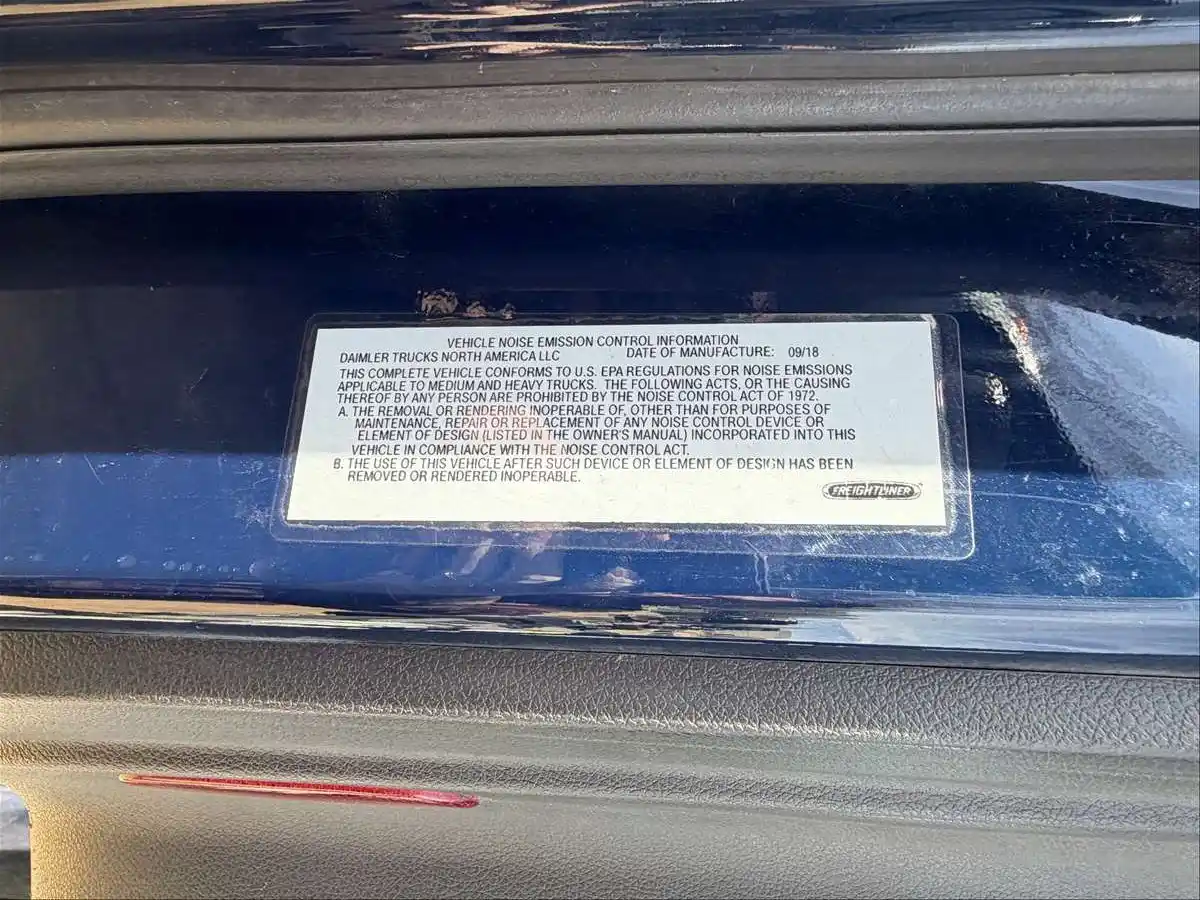 VEHICLE NOISE EMISSION CONTROL INFORMATION
DAIMLER TRUCKS NORTH AMERICA LLC DATE OF MANUFACTURE: 09/18
THIS COMPLETE VEHICLE CONFORMS TO U.S. EPA REGULATIONS FOR NOISE EMISSIONS
APPLICABLE TO MEDIUM AND HEAVY TRUCKS. THE FOLLOWING ACTS, OR THE CAUSING
THEREOF BY ANY PERSON ARE PROHIBITED BY THE NOISE CONTROL ACT OF 1972.
A. THE REMOVAL OR RENDERING INOPERABLE OF, OTHER THAN FOR PURPOSES OF
MAINTENANCE, REPAIR OR REPLACEMENT OF ANY NOISE CONTROL DEVICE OR
ELEMENT OF DESIGN (LISTED IN THE OWNER'S MANUAL) INCORPORATED INTO THIS
VEHICLE IN COMPLIANCE WITH THE NOISE CONTROL ACT.
B. THE USE OF THIS VEHICLE AFTER SUCH DEVICE OR ELEMENT OF DESIGN HAS BEEN
REMOVED OR RENDERED INOPERABLE.
FREIGHTLINER